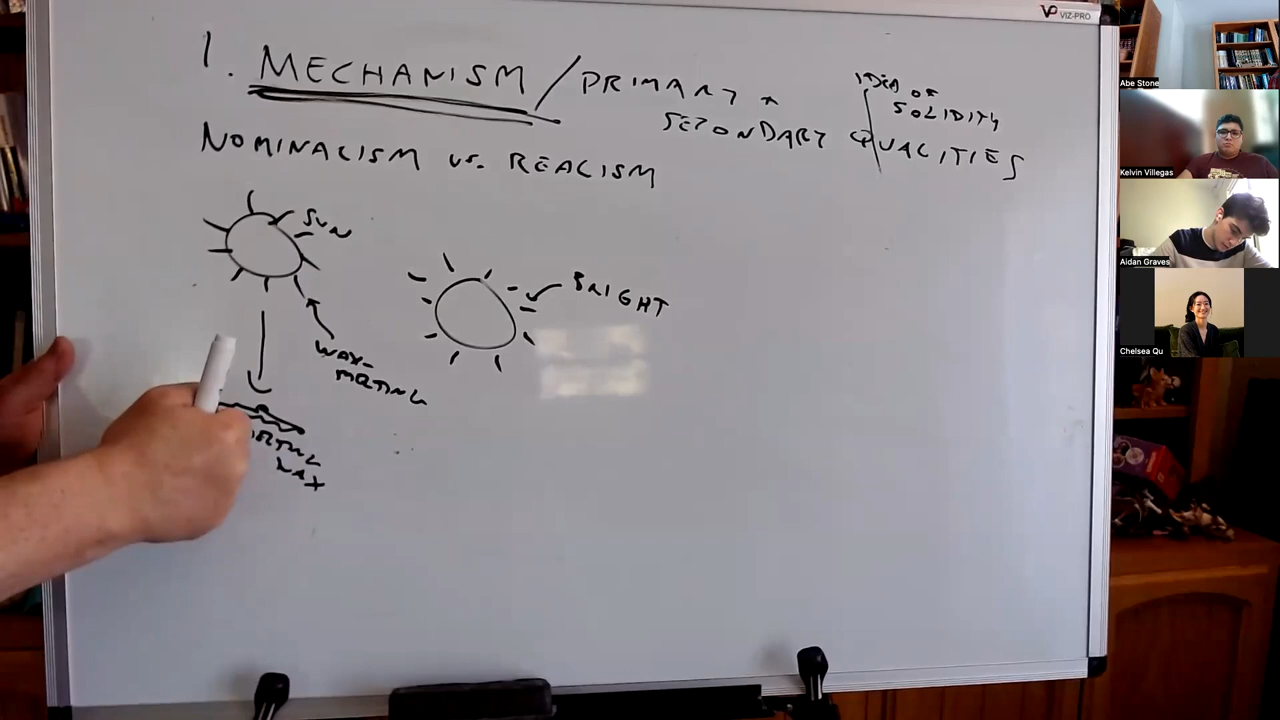 VP VIZ-PRO
1. MECHANISM / PRIMARY +
SECONDARY QUALITIES
IDEA OF
SOLIDITY
NOMINALISM vs. REALISM
SUN
BRIGHT
WAX-
MELTING
WAX
Abe Stone
Kelvin Villegas
Aidan Graves
Chelsea Qu